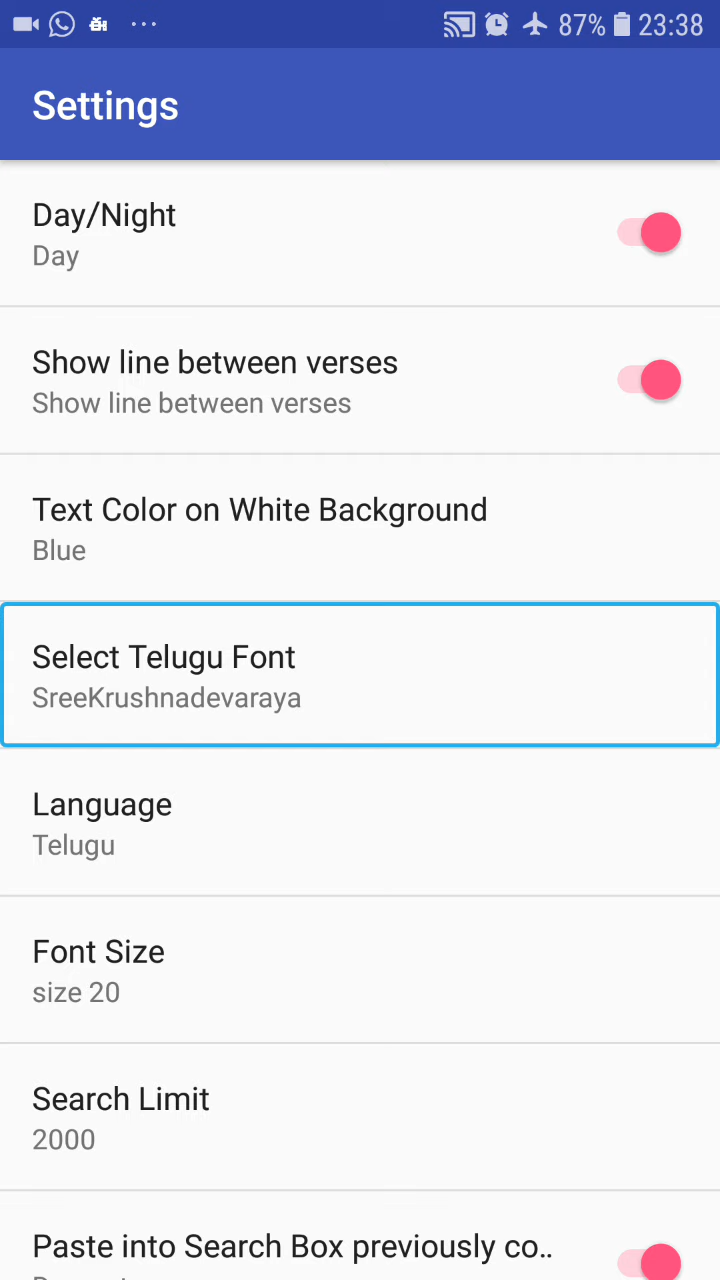 87% 23:38
Settings
Day/Night
Day
Show line between verses
Show line between verses
Text Color on White Background
Blue
Select Telugu Font
SreeKrushnadevaraya
Language
Telugu
Font Size
size 20
Search Limit
2000
Paste into Search Box previously co..